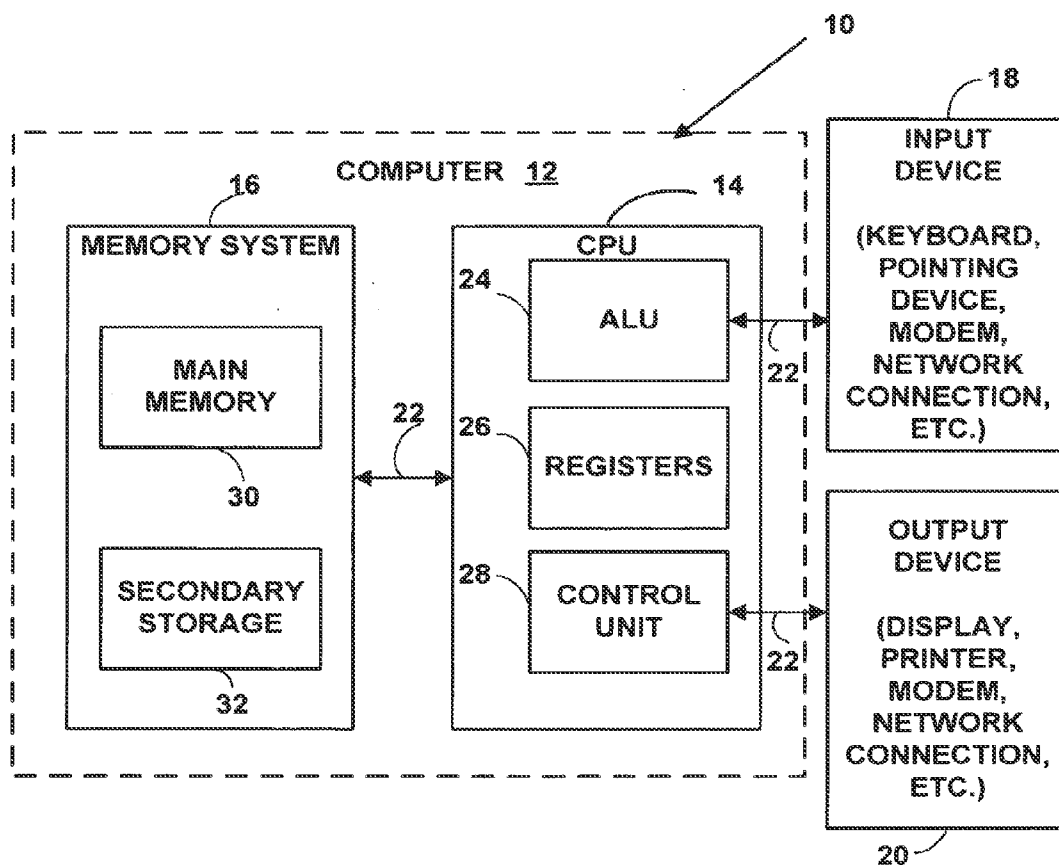 10
18
COMPUTER 12
16
14
MEMORY SYSTEM
MAIN
MEMORY
30
SECONDARY
STORAGE
32
22
CPU
24
ALU
26
REGISTERS
28
CONTROL
UNIT
22
22
INPUT
DEVICE
(KEYBOARD,
POINTING
DEVICE,
MODEM,
NETWORK
CONNECTION,
ETC.)
OUTPUT
DEVICE
(DISPLAY,
PRINTER,
MODEM,
NETWORK
CONNECTION,
ETC.)
20